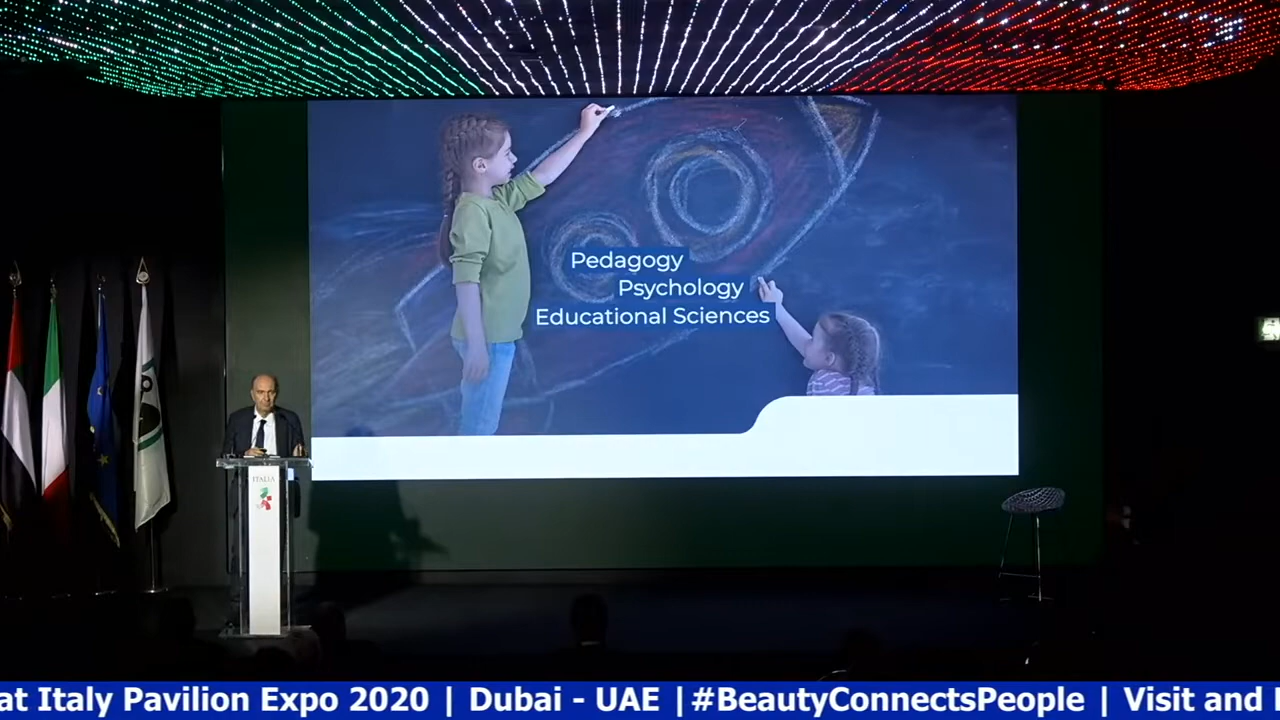 Pedagogy
Psychology
Educational Sciences
ITALIA
at Italy Pavilion Expo 2020 | Dubai - UAE | #BeautyConnectsPeople | Visit and